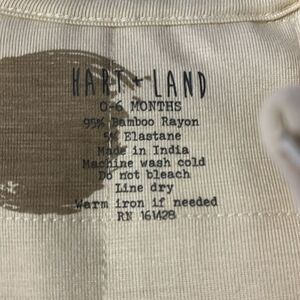 HART + LAND
0-6 MONTHS
95% Bamboo Rayon
5% Elastane
Made in India
Machine wash cold
Do not bleach
Line dry
Warm iron if needed
RN 161428